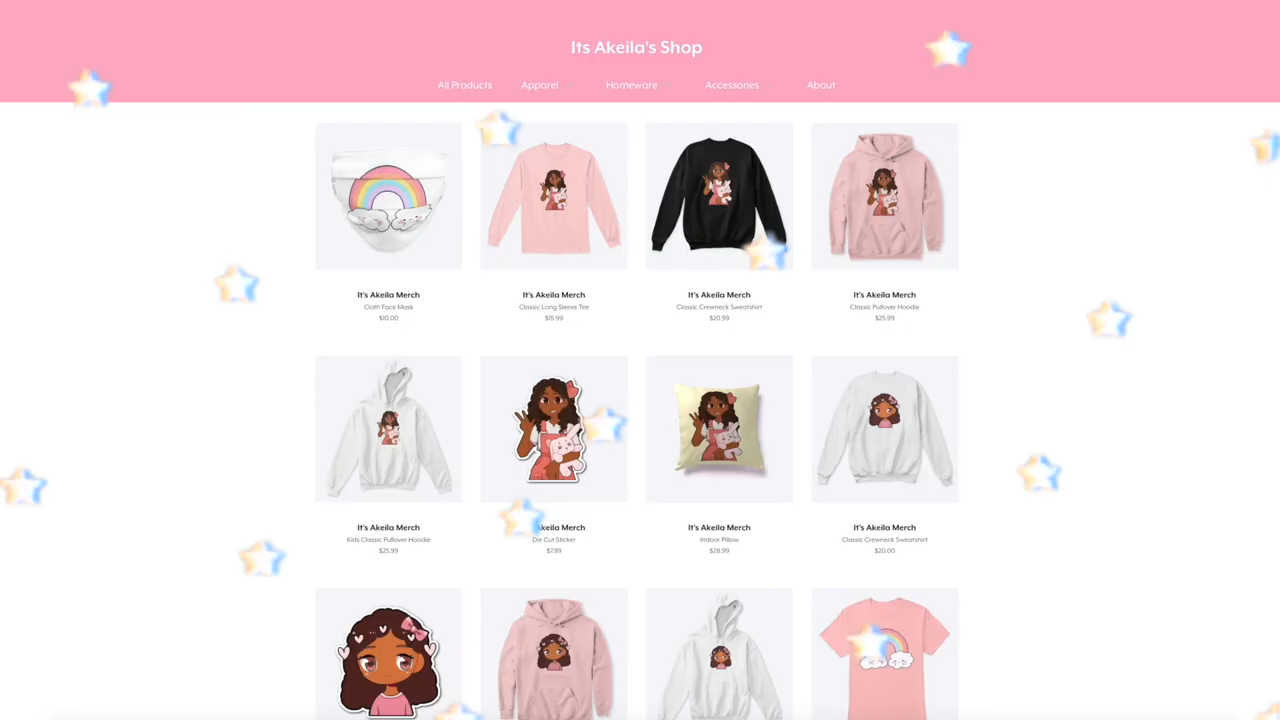 Its Akeila's Shop
All Products Apparel Homeware Accessories About
It's Akeila Merch
Cloth Face Mask
$10.00
It's Akeila Merch
Classic Long Sleeve Tee
$15.99
It's Akeila Merch
Classic Crewneck Sweatshirt
$20.99
It's Akeila Merch
Classic Pullover Hoodie
$25.99
It's Akeila Merch
Kids Classic Pullover Hoodie
$25.99
Akeila Merch
Die Cut Sticker
$7.99
It's Akeila Merch
Indoor Pillow
$28.99
It's Akeila Merch
Classic Crewneck Sweatshirt
$20.00